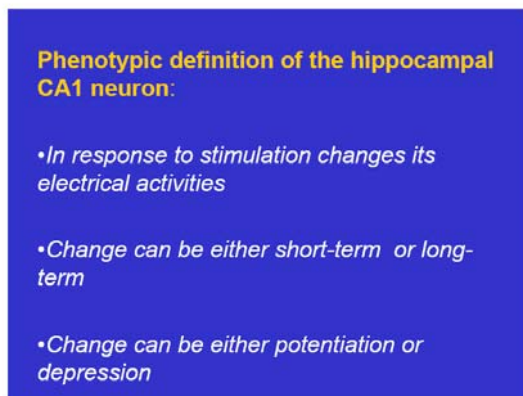 Phenotypic definition of the hippocampal
CA1 neuron:
•In response to stimulation changes its
electrical activities
•Change can be either short-term or long-
term
•Change can be either potentiation or
depression